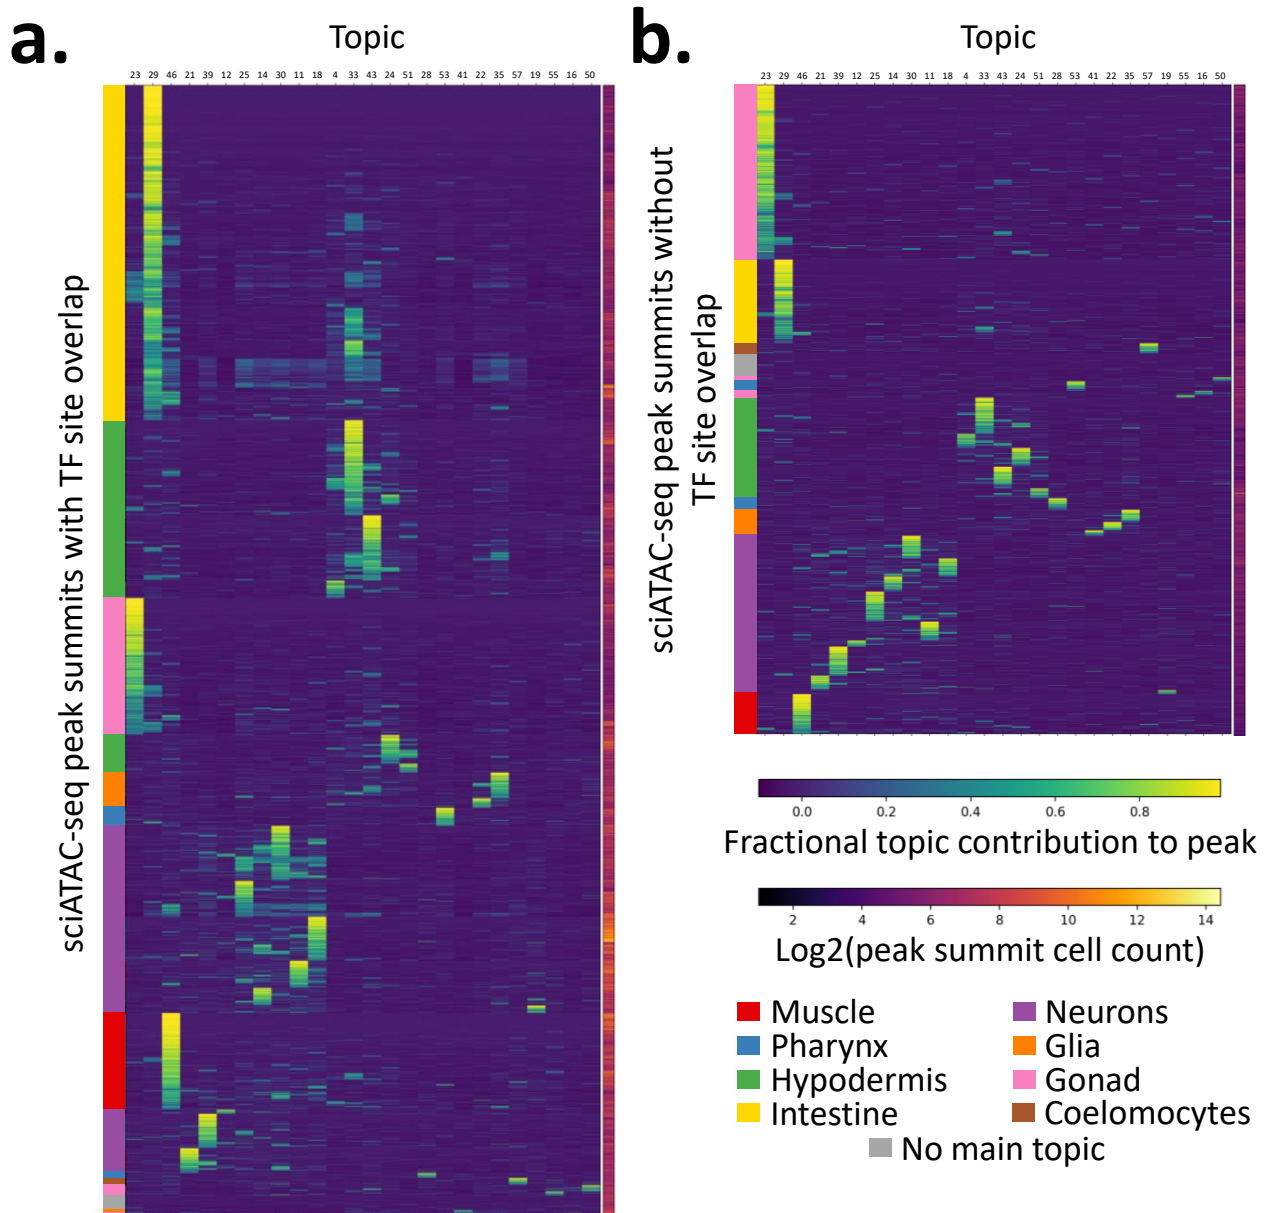 a.
Topic
23 29 46 21 39 12 25 14 30 11 18 4 33 43 24 51 28 53 41 22 35 57 19 55 16 50
sciATAC-seq peak summits with TF site overlap
b.
Topic
23 29 46 21 39 12 25 14 30 11 18 4 33 43 24 51 28 53 41 22 35 57 19 55 16 50
sciATAC-seq peak summits without
TF site overlap
0.0 0.2 0.4 0.6 0.8
Fractional topic contribution to peak
2 4 6 8 10 12 14
Log2(peak summit cell count)
Muscle
Neurons
Pharynx
Glia
Hypodermis
Gonad
Intestine
Coelomocytes
No main topic